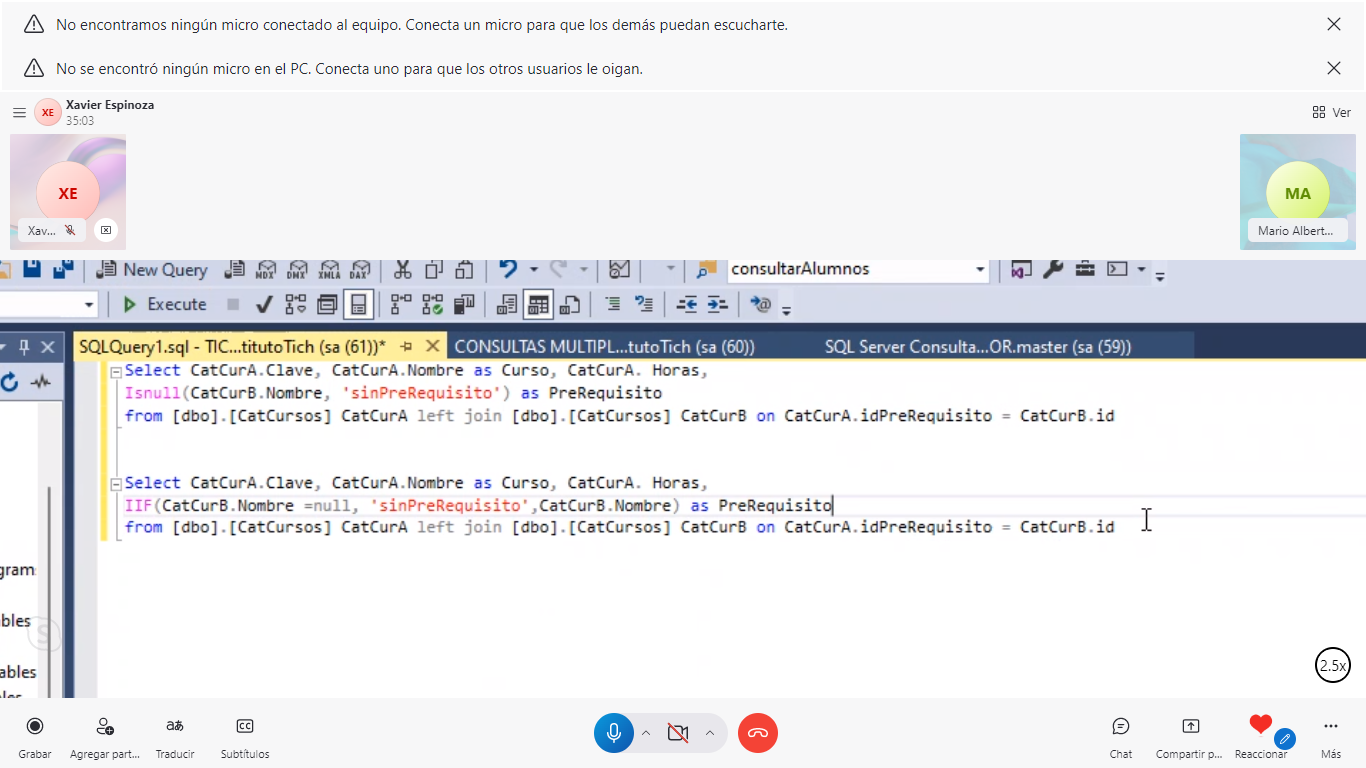 No encontramos ningún micro conectado al equipo. Conecta un micro para que los demás puedan escucharte.
No se encontró ningún micro en el PC. Conecta uno para que los otros usuarios le oigan.
XE
Xavier Espinoza
35:03
Ver
XE
Xav...
MA
Mario Albert...
New Query
MDX
DMX
XMLA
DAX
consultarAlumnos
Execute
SQLQuery1.sql - TIC...titutoTich (sa (61))*
CONSULTAS MULTIPL...tutoTich (sa (60))
SQL Server Consulta...OR.master (sa (59))
Select CatCurA.Clave, CatCurA.Nombre as Curso, CatCurA. Horas,
Isnull(CatCurB.Nombre, 'sinPreRequisito') as PreRequisito
from [dbo].[CatCursos] CatCurA left join [dbo].[CatCursos] CatCurB on CatCurA.idPreRequisito = CatCurB.id
Select CatCurA.Clave, CatCurA.Nombre as Curso, CatCurA. Horas,
IIF(CatCurB.Nombre =null, 'sinPreRequisito',CatCurB.Nombre) as PreRequisito
from [dbo].[CatCursos] CatCurA left join [dbo].[CatCursos] CatCurB on CatCurA.idPreRequisito = CatCurB.id
gram
bles
ables
2.5x
Grabar
Agregar part...
Traducir
Subtítulos
Chat
Compartir p...
Reaccionar
Más